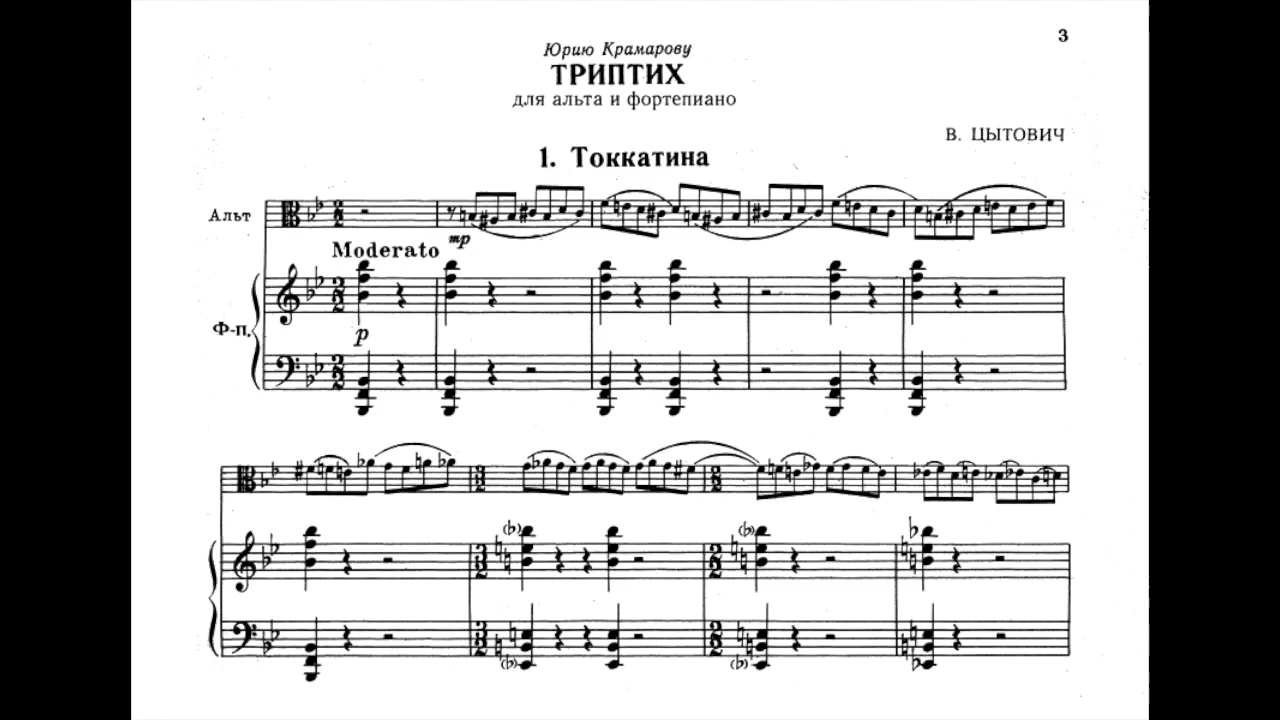 3
Юрию Крамарову
ТРИПТИХ
для альта и фортепиано
В. ЦЫТОВИЧ
1. Токкатина
Альт
mp
Moderato
Ф-п.
p